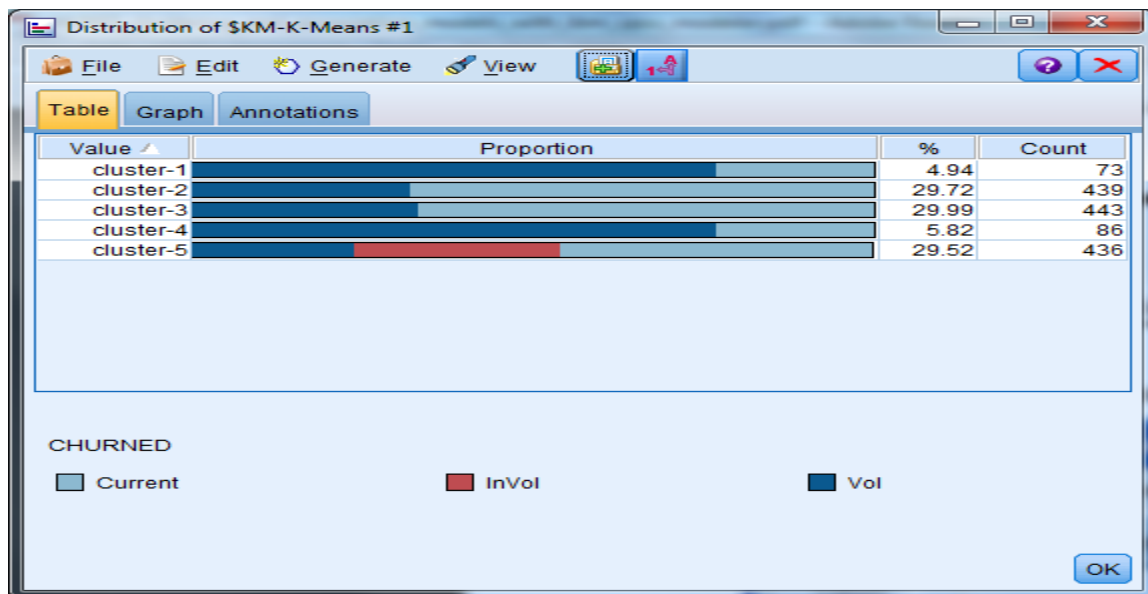 Distribution of $KM-K-Means #1
File Edit Generate View
Table Graph Annotations
Value Proportion % Count
cluster-1 4.94 73
cluster-2 29.72 439
cluster-3 29.99 443
cluster-4 5.82 86
cluster-5 29.52 436
CHURNED
Current InVol Vol
OK